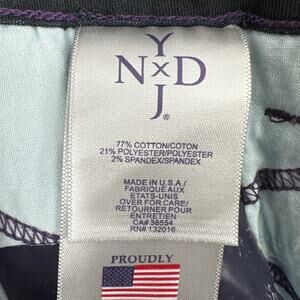 Y
N × D
J ®
77% COTTON/COTON
21% POLYESTER/POLYESTER
2% SPANDEX/SPANDEX
MADE IN U.S.A./
FABRIQUE AUX
ETATS-UNIS
OVER FOR CARE/
RETOURNER POUR
ENTRETIEN
CA# 38554
RN# 132016
PROUDLY